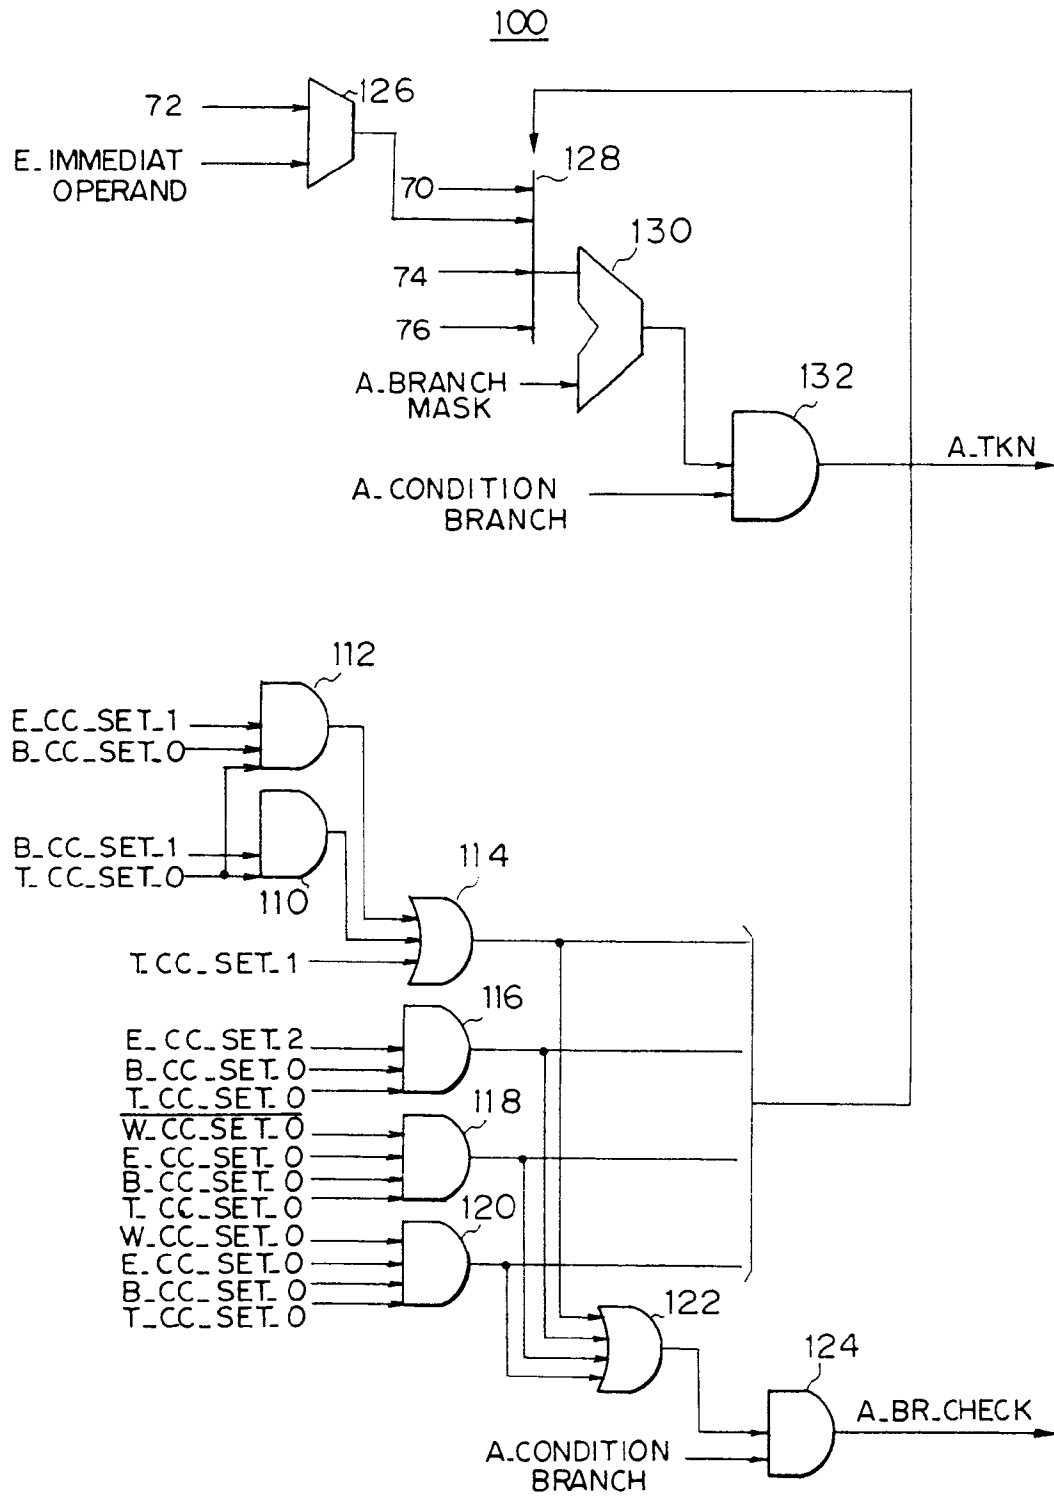 100
126
72
E_IMMEDIAT
OPERAND
128
70
130
74
76
A_BRANCH
MASK
132
A_TKN
A_CONDITION
BRANCH
112
E_CC_SET_1
B_CC_SET_0
B_CC_SET_1
T_CC_SET_0
110
114
T_CC_SET_1
116
E_CC_SET_2
B_CC_SET_0
T_CC_SET_0
118
W_CC_SET_0
E_CC_SET_0
B_CC_SET_0
T_CC_SET_0
120
W_CC_SET_0
E_CC_SET_0
B_CC_SET_0
T_CC_SET_0
122
124
A_BR_CHECK
A_CONDITION
BRANCH